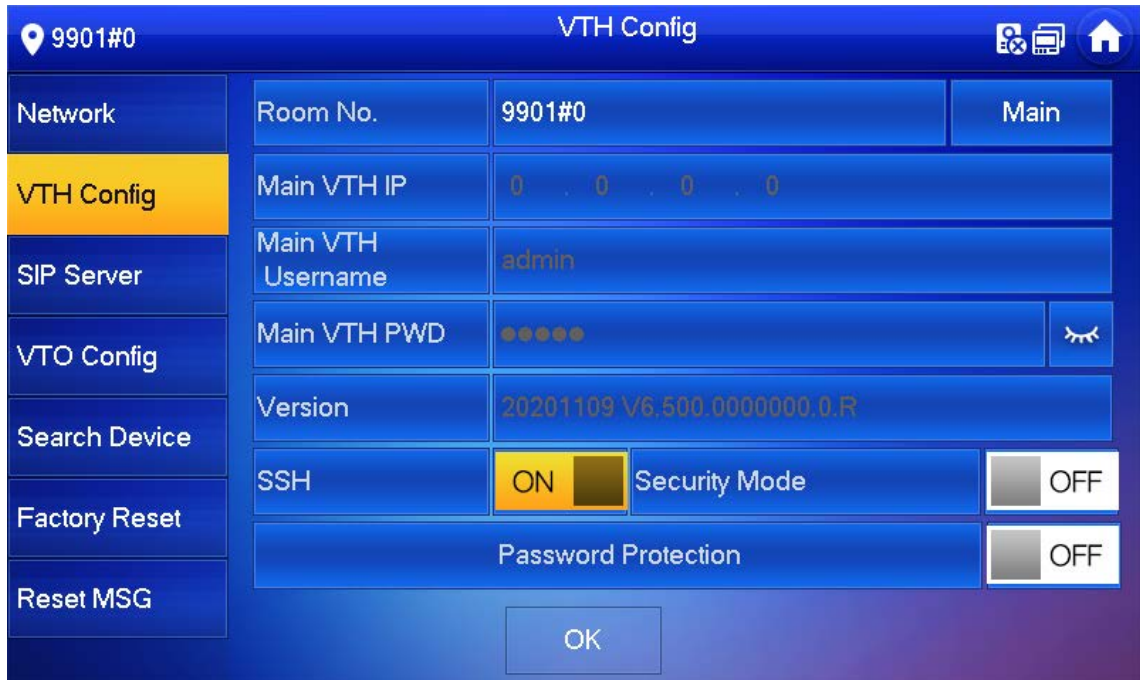 9901#0
VTH Config
Network
VTH Config
SIP Server
VTO Config
Search Device
Factory Reset
Reset MSG
Room No.
9901#0
Main
Main VTH IP
0 . 0 . 0 . 0
Main VTH
Username
admin
Main VTH PWD
●●●●●
Version
20201109 V6.500.0000000.0.R
SSH
ON
Security Mode
OFF
Password Protection
OFF
OK